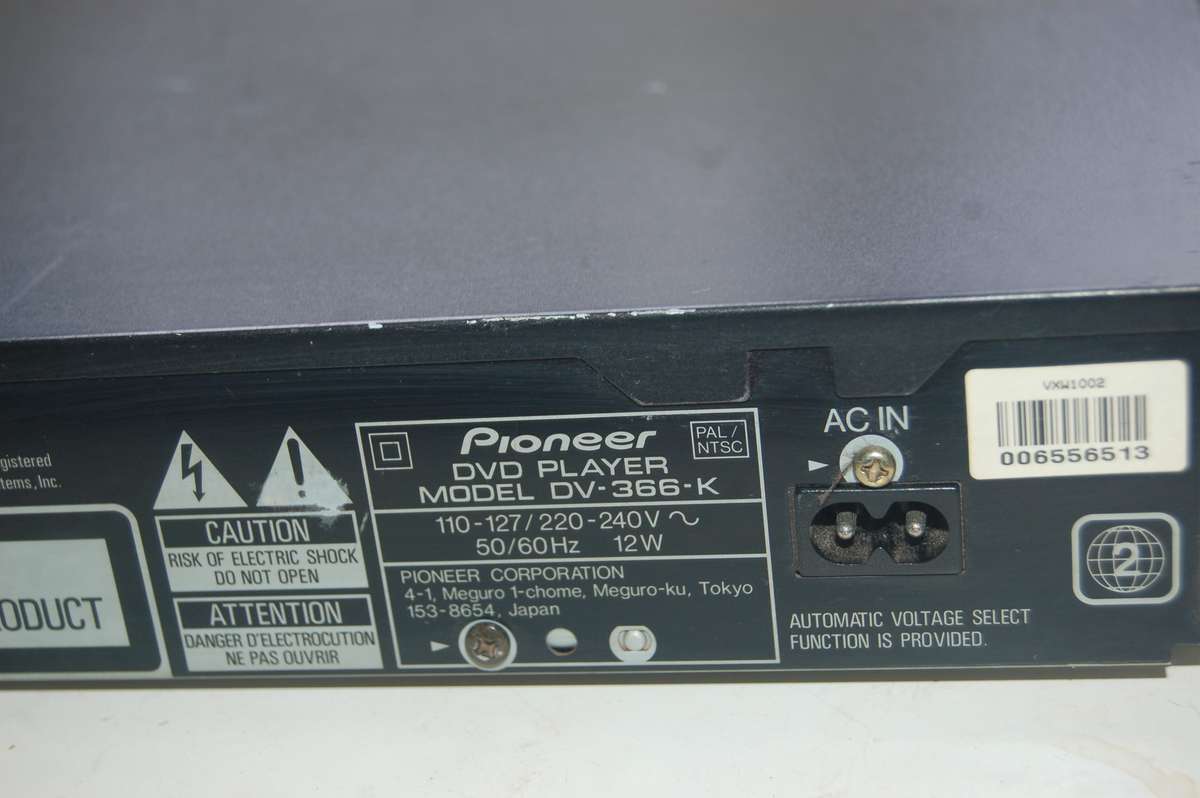 gistered
tems, Inc.
RODUCT
CAUTION
RISK OF ELECTRIC SHOCK
DO NOT OPEN
ATTENTION
DANGER D'ELECTROCUTION
NE PAS OUVRIR
Pioneer
PAL/
NTSC
DVD PLAYER
MODEL DV-366-K
110-127/220-240V ~
50/60Hz 12W
PIONEER CORPORATION
4-1, Meguro 1-chome, Meguro-ku, Tokyo
153-8654, Japan
AC IN
AUTOMATIC VOLTAGE SELECT
FUNCTION IS PROVIDED.
VXW1002
006556513
2